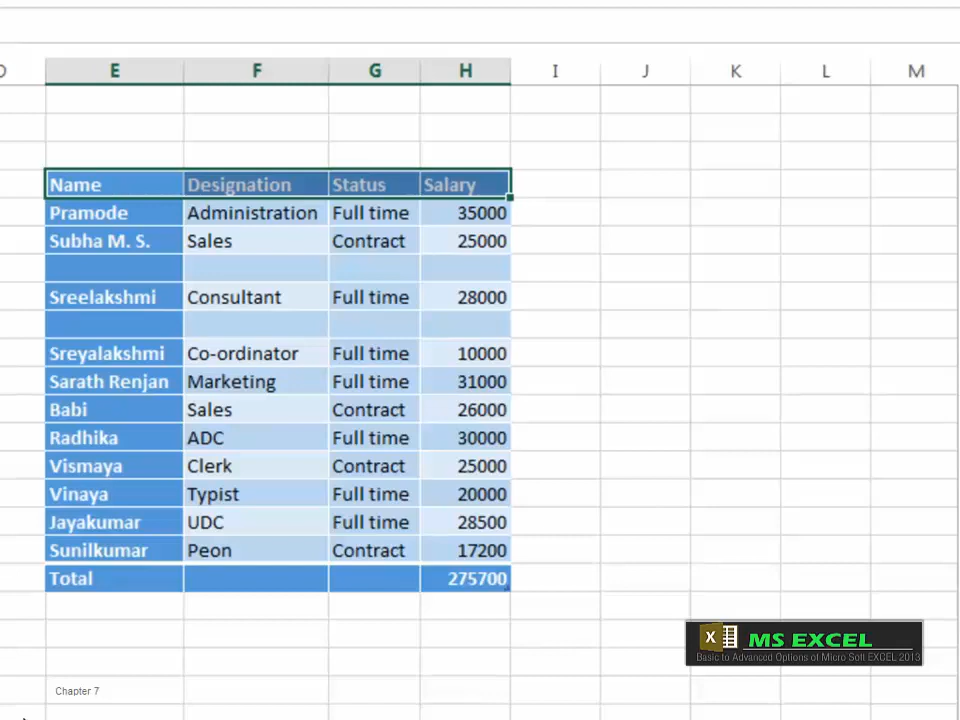 E F G H I J K L M
Name Designation Status Salary
Pramode Administration Full time 35000
Subha M. S. Sales Contract 25000
Sreelakshmi Consultant Full time 28000
Sreyalakshmi Co-ordinator Full time 10000
Sarath Renjan Marketing Full time 31000
Babi Sales Contract 26000
Radhika ADC Full time 30000
Vismaya Clerk Contract 25000
Vinaya Typist Full time 20000
Jayakumar UDC Full time 28500
Sunilkumar Peon Contract 17200
Total 275700
X MS EXCEL
Basic to Advanced Options of Micro Soft EXCEL 2013
Chapter 7